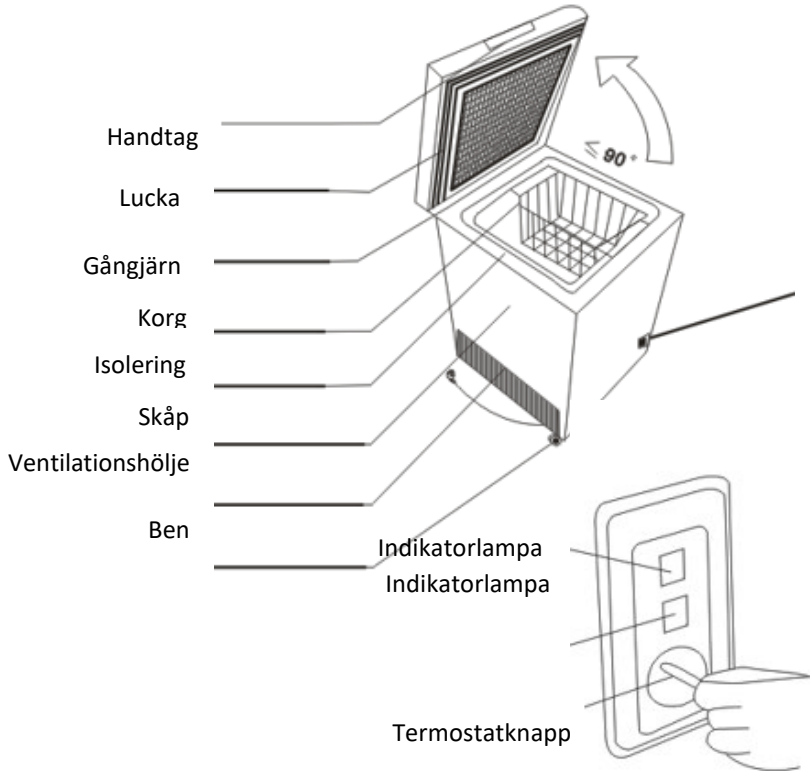 Handtag
≤ 90°
Lucka
Gångjärn
Korg
Isolering
Skåp
Ventilationshölje
Ben
Indikatorlampa
Indikatorlampa
Termostatknapp